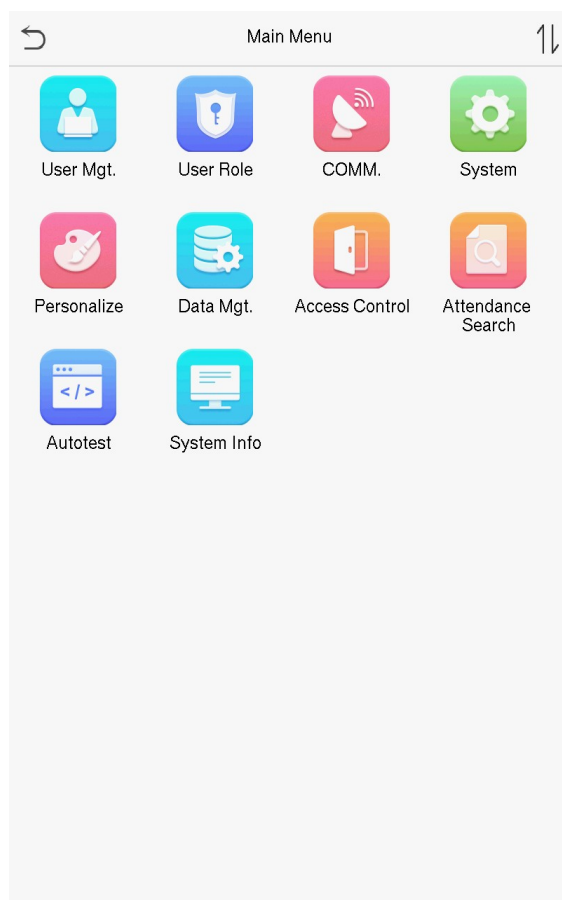 Main Menu
User Mgt.
User Role
COMM.
System
Personalize
Data Mgt.
Access Control
Attendance
Search
</>
Autotest
System Info